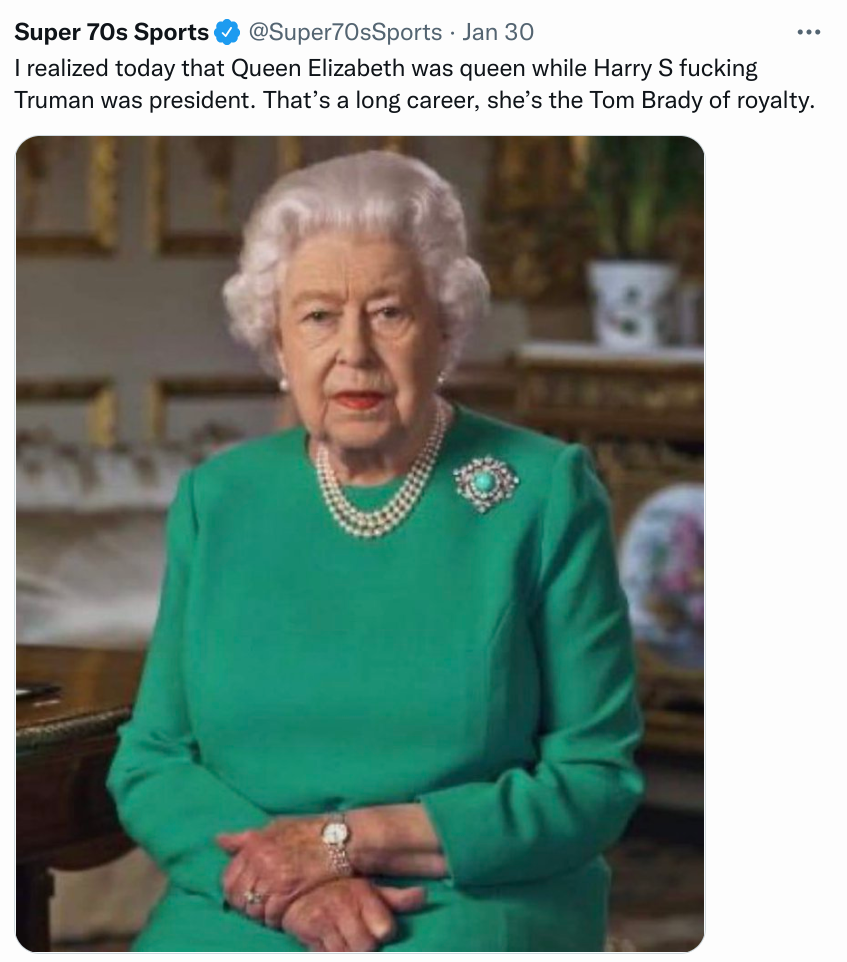 Super 70s Sports @Super70sSports · Jan 30
I realized today that Queen Elizabeth was queen while Harry S fucking
Truman was president. That’s a long career, she’s the Tom Brady of royalty.